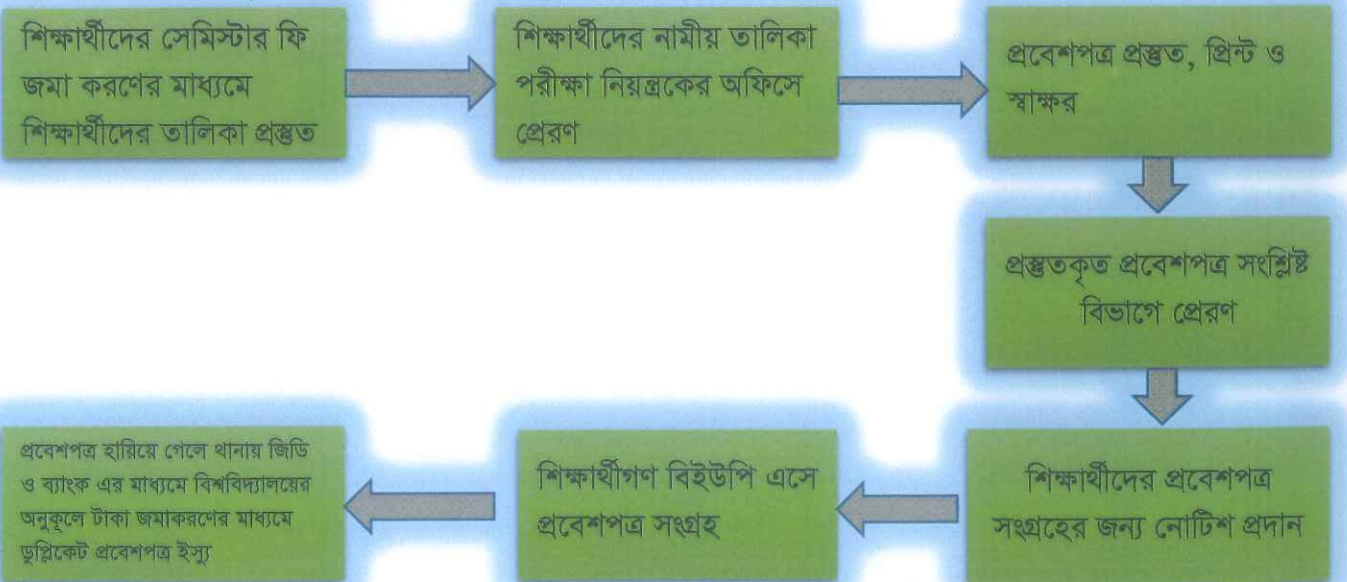 শিক্ষার্থীদের সেমিস্টার ফি
জমা করণের মাধ্যমে
শিক্ষার্থীদের তালিকা প্রস্তুত
শিক্ষার্থীদের নামীয় তালিকা
পরীক্ষা নিয়ন্ত্রকের অফিসে
প্রেরণ
প্রবেশপত্র প্রস্তুত, প্রিন্ট ও
স্বাক্ষর
প্রস্তুতকৃত প্রবেশপত্র সংশ্লিষ্ট
বিভাগে প্রেরণ
শিক্ষার্থীদের প্রবেশপত্র
সংগ্রহের জন্য নোটিশ প্রদান
শিক্ষার্থীগণ বিইউপি এসে
প্রবেশপত্র সংগ্রহ
প্রবেশপত্র হারিয়ে গেলে থানায় জিডি
ও ব্যাংক এর মাধ্যমে বিশ্ববিদ্যালয়ের
অনুকূলে টাকা জমাকরণের মাধ্যমে
ডুপ্লিকেট প্রবেশপত্র ইস্যু